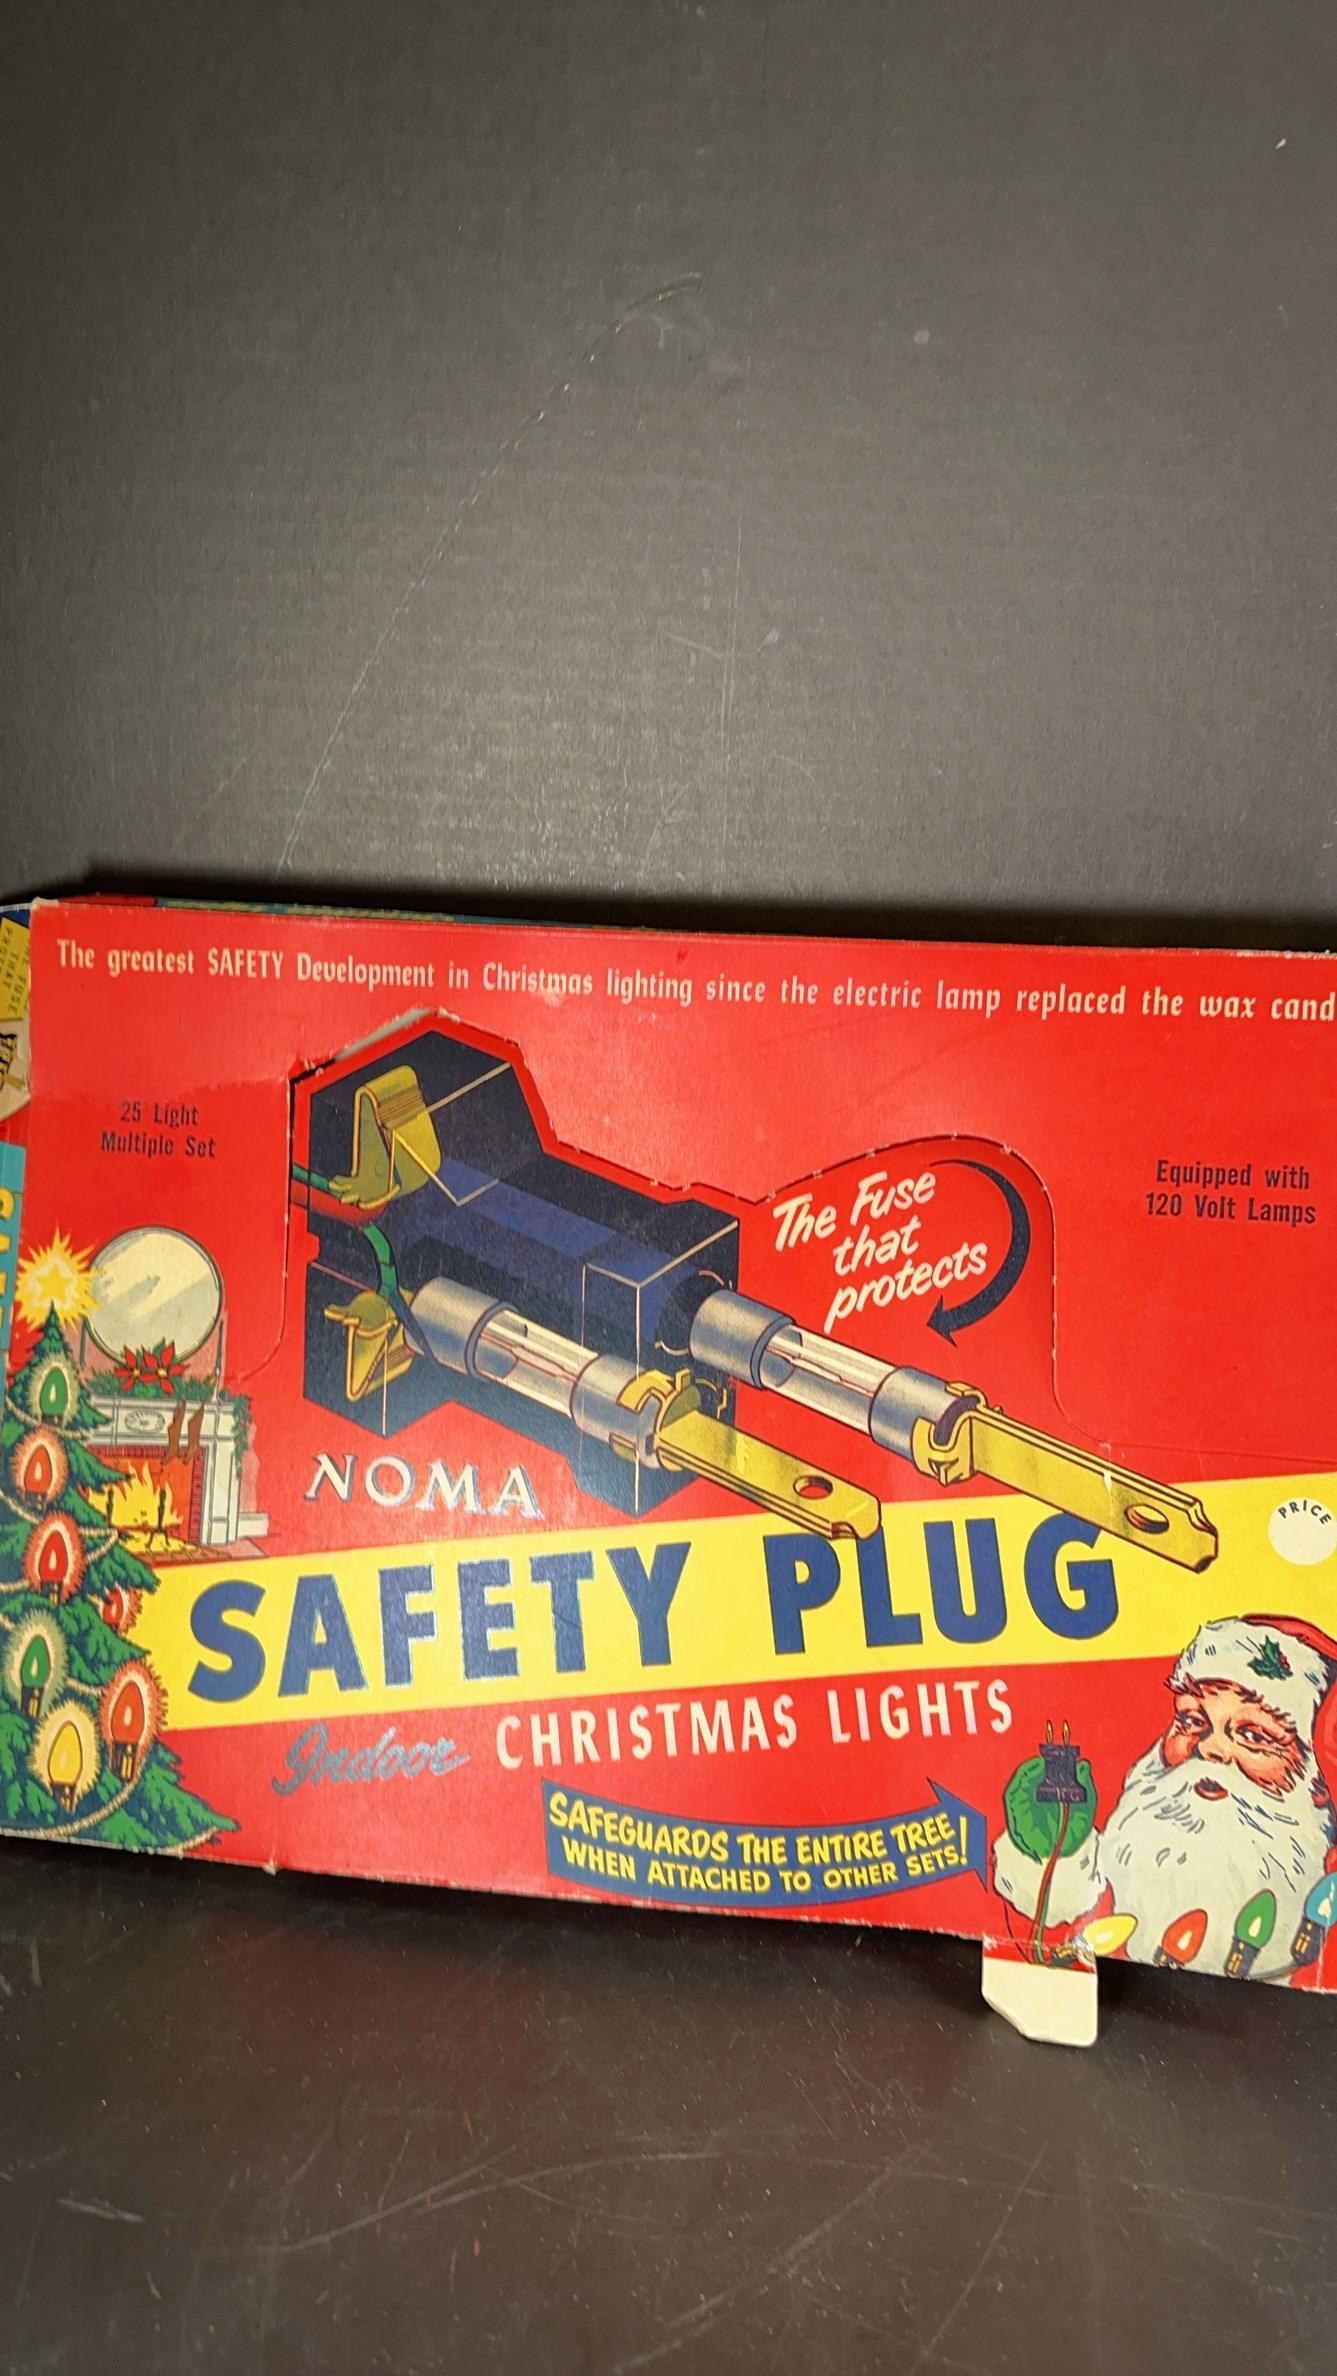 The greatest SAFETY Development in Christmas lighting since the electric lamp replaced the wax cand
25 Light
Multiple Set
The Fuse
that
protects
Equipped with
120 Volt Lamps
NOMA
PRICE
SAFETY PLUG
Indoor CHRISTMAS LIGHTS
SAFEGUARDS THE ENTIRE TREE
WHEN ATTACHED TO OTHER SETS!